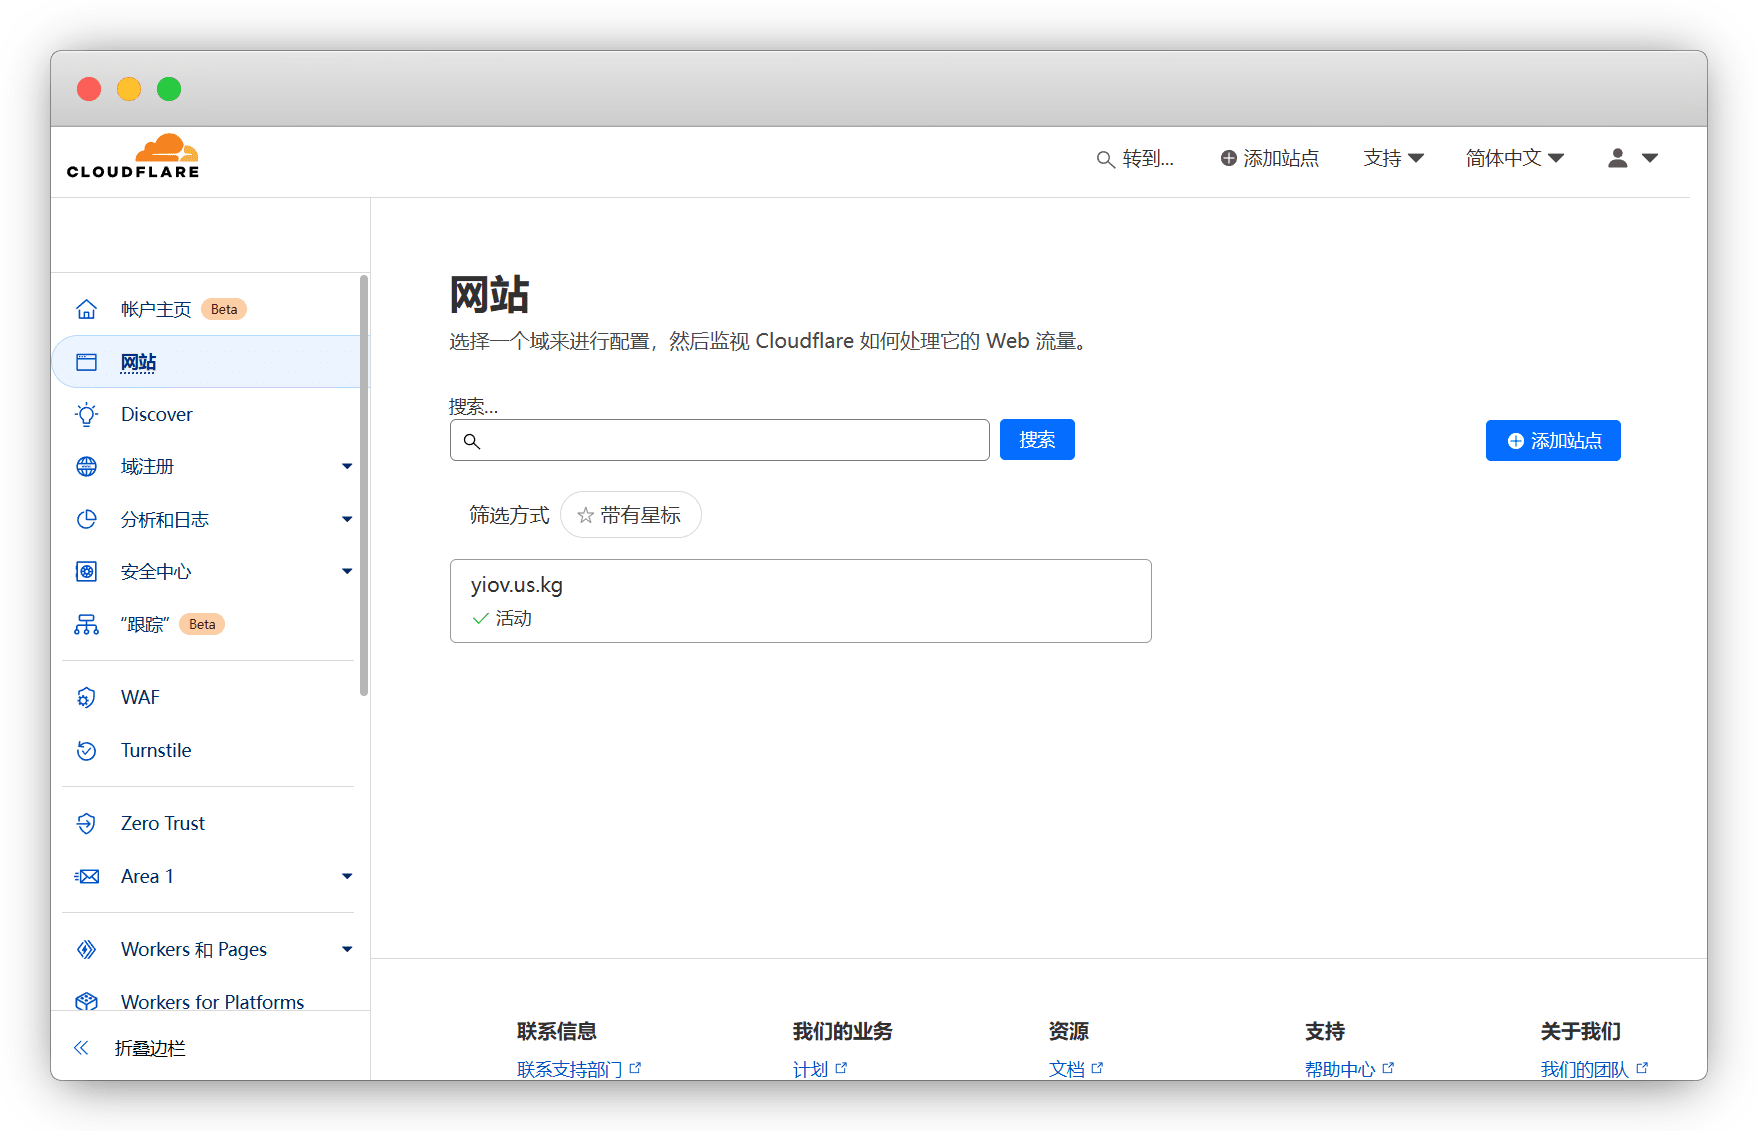 CLOUDFLARE
转到...
添加站点
支持
简体中文
帐户主页 Beta
网站
Discover
域注册
分析和日志
安全中心
“跟踪” Beta
WAF
Turnstile
Zero Trust
Area 1
Workers 和 Pages
Workers for Platforms
折叠边栏
网站
选择一个域来进行配置，然后监视 Cloudflare 如何处理它的 Web 流量。
搜索...
搜索
添加站点
筛选方式
带有星标
yiov.us.kg
活动
联系信息
联系支持部门
我们的业务
计划
资源
文档
支持
帮助中心
关于我们
我们的团队